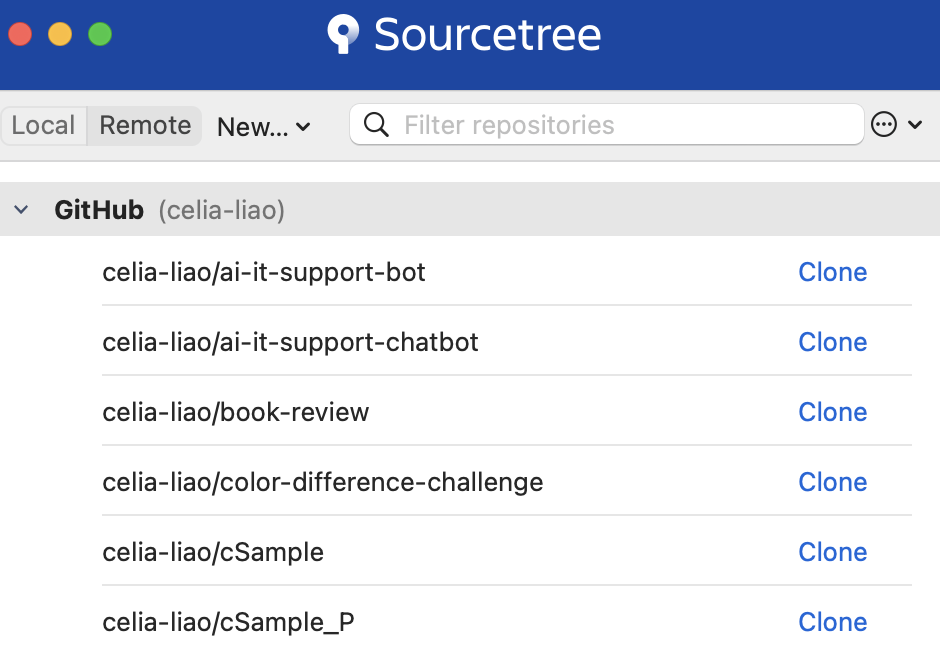 Sourcetree
Local Remote New... Filter repositories
GitHub (celia-liao)
celia-liao/ai-it-support-bot Clone
celia-liao/ai-it-support-chatbot Clone
celia-liao/book-review Clone
celia-liao/color-difference-challenge Clone
celia-liao/cSample Clone
celia-liao/cSample_P Clone